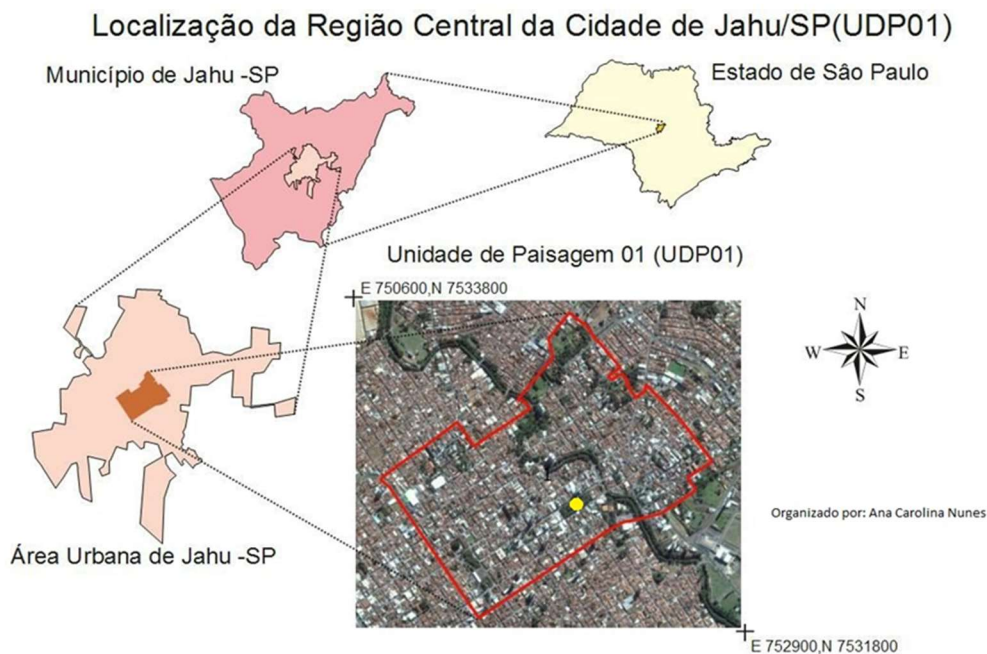 Localização da Região Central da Cidade de Jahu/SP(UDP01)
Município de Jahu -SP
Estado de Sâo Paulo
Unidade de Paisagem 01 (UDP01)
E 750600,N 7533800
N
W
E
S
Organizado por: Ana Carolina Nunes
Área Urbana de Jahu -SP
E 752900,N 7531800